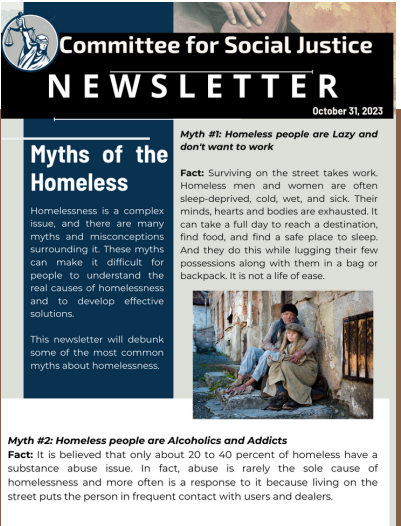 Committee for Social Justice
NEWSLETTER
October 31, 2023
Myths of the
Homeless
Homelessness is a complex
issue, and there are many
myths and misconceptions
surrounding it. These myths
can make it difficult for
people to understand the
real causes of homelessness
and to develop effective
solutions.
This newsletter will debunk
some of the most common
myths about homelessness.
Myth #1: Homeless people are Lazy and
don't want to work
Fact: Surviving on the street takes work.
Homeless men and women are often
sleep-deprived, cold, wet, and sick. Their
minds, hearts and bodies are exhausted. It
can take a full day to reach a destination,
find food, and find a safe place to sleep.
And they do this while lugging their few
possessions along with them in a bag or
backpack. It is not a life of ease.
Myth #2: Homeless people are Alcoholics and Addicts
Fact: It is believed that only about 20 to 40 percent of homeless have a
substance abuse issue. In fact, abuse is rarely the sole cause of
homelessness and more often is a response to it because living on the
street puts the person in frequent contact with users and dealers.